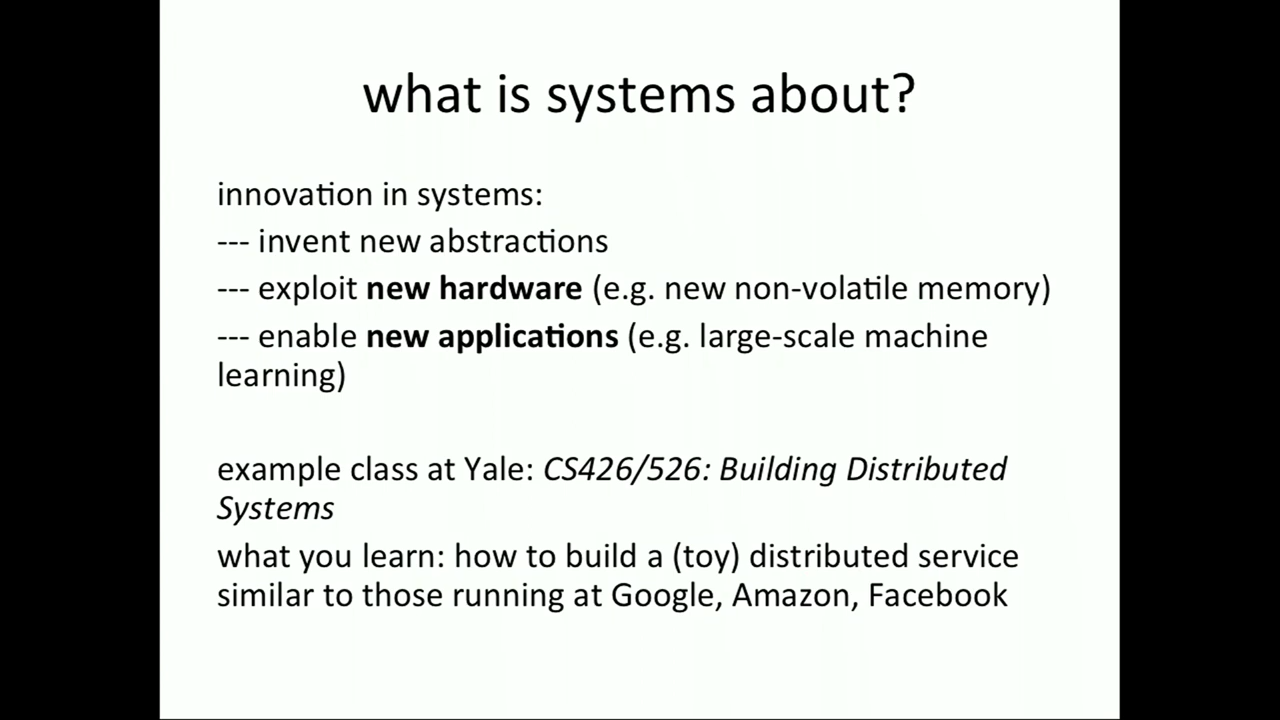 what is systems about?
innovation in systems:
--- invent new abstractions
--- exploit new hardware (e.g. new non-volatile memory)
--- enable new applications (e.g. large-scale machine
learning)
example class at Yale: CS426/526: Building Distributed
Systems
what you learn: how to build a (toy) distributed service
similar to those running at Google, Amazon, Facebook